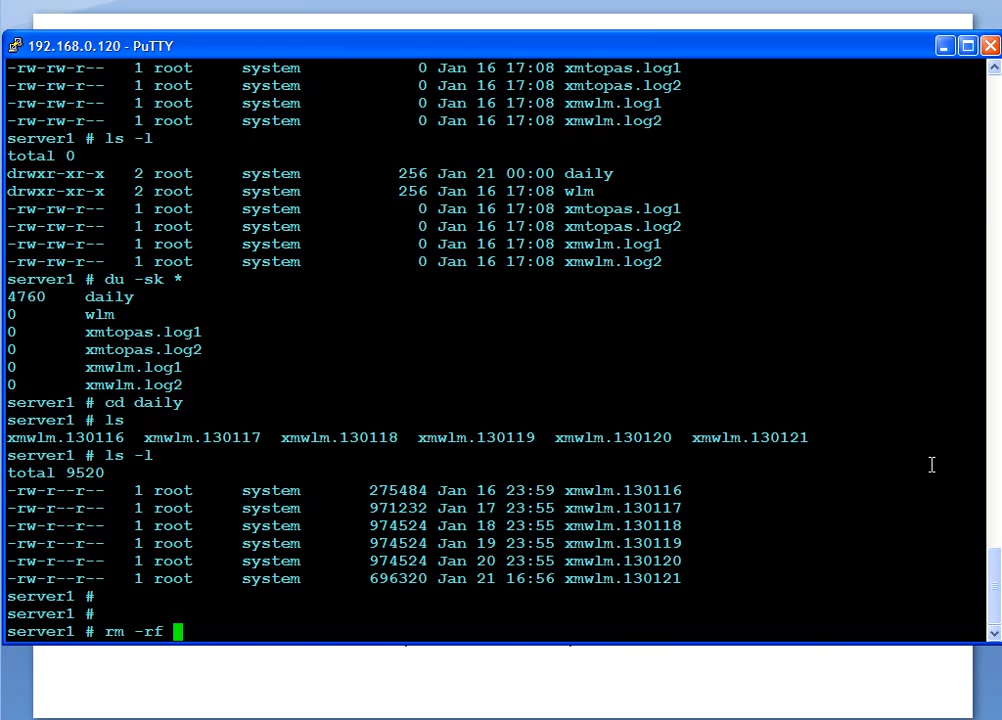 192.168.0.120 - PuTTY
-rw-rw-r-- 1 root system 0 Jan 16 17:08 xmtopas.log1
-rw-rw-r-- 1 root system 0 Jan 16 17:08 xmtopas.log2
-rw-rw-r-- 1 root system 0 Jan 16 17:08 xmwlm.log1
-rw-rw-r-- 1 root system 0 Jan 16 17:08 xmwlm.log2
server1 # ls -l
total 0
drwxr-xr-x 2 root system 256 Jan 21 00:00 daily
drwxr-xr-x 2 root system 256 Jan 16 17:08 wlm
-rw-rw-r-- 1 root system 0 Jan 16 17:08 xmtopas.log1
-rw-rw-r-- 1 root system 0 Jan 16 17:08 xmtopas.log2
-rw-rw-r-- 1 root system 0 Jan 16 17:08 xmwlm.log1
-rw-rw-r-- 1 root system 0 Jan 16 17:08 xmwlm.log2
server1 # du -sk *
4760 daily
0 wlm
0 xmtopas.log1
0 xmtopas.log2
0 xmwlm.log1
0 xmwlm.log2
server1 # cd daily
server1 # ls
xmwlm.130116 xmwlm.130117 xmwlm.130118 xmwlm.130119 xmwlm.130120 xmwlm.130121
server1 # ls -l
total 9520
-rw-r--r-- 1 root system 275484 Jan 16 23:59 xmwlm.130116
-rw-r--r-- 1 root system 971232 Jan 17 23:55 xmwlm.130117
-rw-r--r-- 1 root system 974524 Jan 18 23:55 xmwlm.130118
-rw-r--r-- 1 root system 974524 Jan 19 23:55 xmwlm.130119
-rw-r--r-- 1 root system 974524 Jan 20 23:55 xmwlm.130120
-rw-r--r-- 1 root system 696320 Jan 21 16:56 xmwlm.130121
server1 #
server1 #
server1 # rm -rf